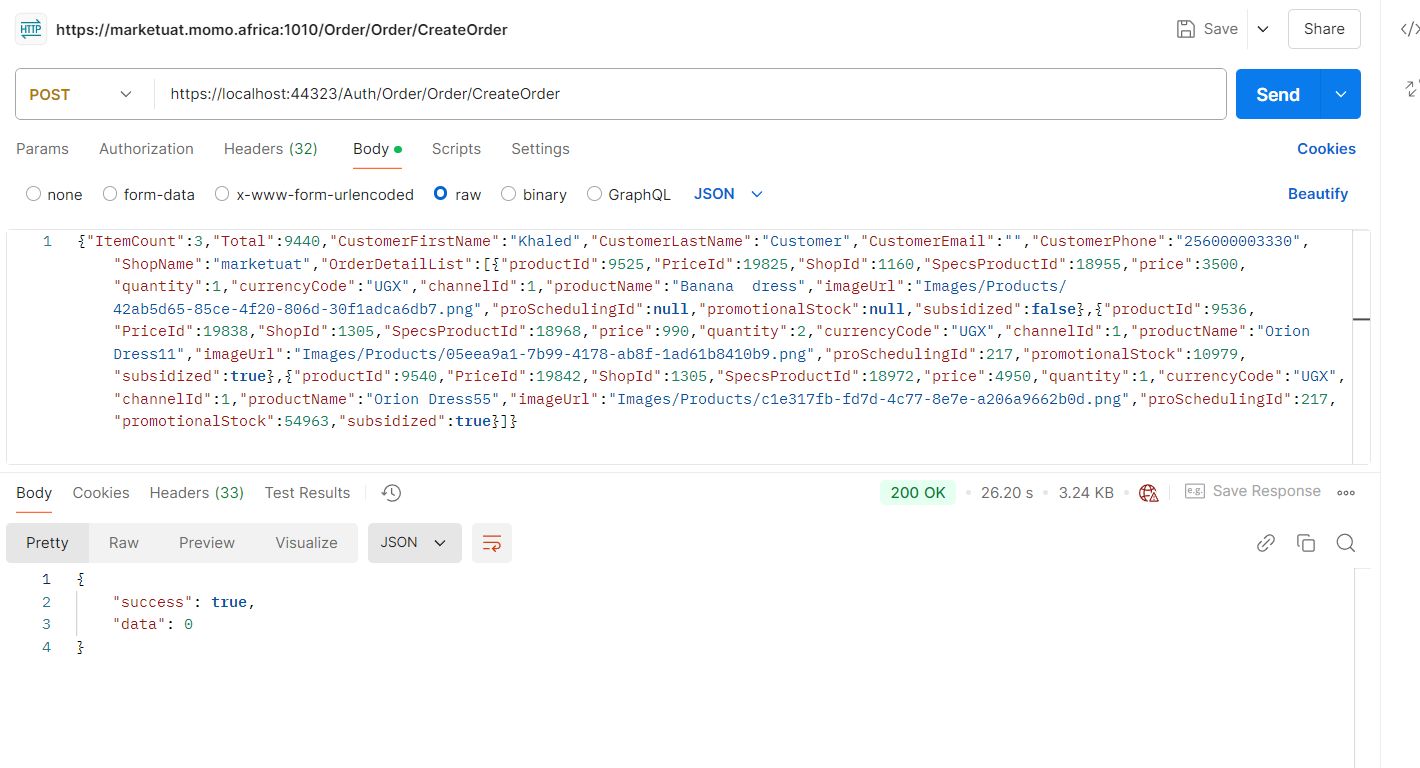 HTTP https://marketuat.momo.africa:1010/Order/Order/CreateOrder Save Share
POST https://localhost:44323/Auth/Order/Order/CreateOrder Send
Params Authorization Headers (32) Body Scripts Settings Cookies
none form-data x-www-form-urlencoded raw binary GraphQL JSON Beautify
1 {"ItemCount":3,"Total":9440,"CustomerFirstName":"Khaled","CustomerLastName":"Customer","CustomerEmail":"","CustomerPhone":"256000003330",
"ShopName":"marketuat","OrderDetailList":[{"productId":9525,"PriceId":19825,"ShopId":1160,"SpecsProductId":18955,"price":3500,
"quantity":1,"currencyCode":"UGX","channelId":1,"productName":"Banana  dress","imageUrl":"Images/Products/
42ab5d65-85ce-4f20-806d-30f1adca6db7.png","proSchedulingId":null,"promotionalStock":null,"subsidized":false},{"productId":9536,
"PriceId":19838,"ShopId":1305,"SpecsProductId":18968,"price":990,"quantity":2,"currencyCode":"UGX","channelId":1,"productName":"Orion
Dress11","imageUrl":"Images/Products/05eea9a1-7b99-4178-ab8f-1ad61b8410b9.png","proSchedulingId":217,"promotionalStock":10979,
"subsidized":true},{"productId":9540,"PriceId":19842,"ShopId":1305,"SpecsProductId":18972,"price":4950,"quantity":1,"currencyCode":"UGX",
"channelId":1,"productName":"Orion Dress55","imageUrl":"Images/Products/c1e317fb-fd7d-4c77-8e7e-a206a9662b0d.png","proSchedulingId":217,
"promotionalStock":54963,"subsidized":true}]}
Body Cookies Headers (33) Test Results 200 OK 26.20 s 3.24 KB e.g. Save Response
Pretty Raw Preview Visualize JSON
1 {
2 "success": true,
3 "data": 0
4 }